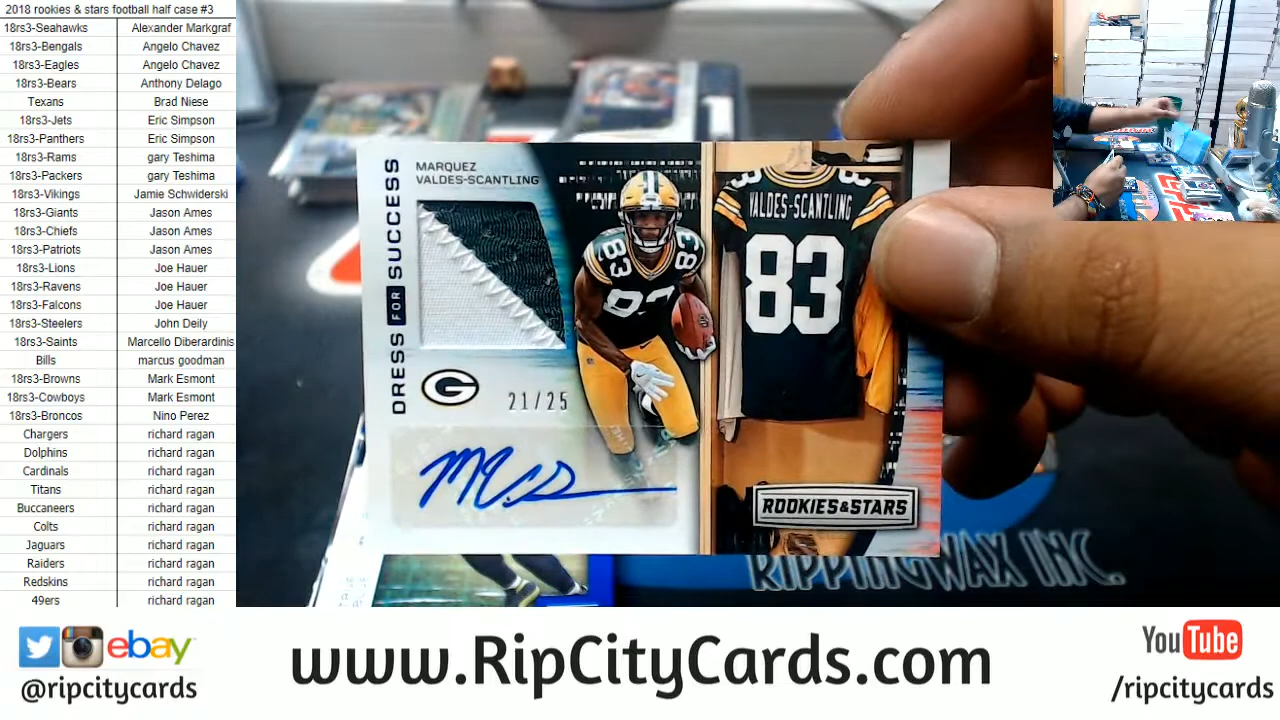 2018 rookies & stars football half case #3
18rs3-Seahawks Alexander Markgraf
18rs3-Bengals Angelo Chavez
18rs3-Eagles Angelo Chavez
18rs3-Bears Anthony Delago
Texans Brad Niese
18rs3-Jets Eric Simpson
18rs3-Panthers Eric Simpson
18rs3-Rams gary Teshima
18rs3-Packers gary Teshima
18rs3-Vikings Jamie Schwiderski
18rs3-Giants Jason Ames
18rs3-Chiefs Jason Ames
18rs3-Patriots Jason Ames
18rs3-Lions Joe Hauer
18rs3-Ravens Joe Hauer
18rs3-Falcons Joe Hauer
18rs3-Steelers John Deily
18rs3-Saints Marcello Diberardinis
Bills marcus goodman
18rs3-Browns Mark Esmont
18rs3-Cowboys Mark Esmont
18rs3-Broncos Nino Perez
Chargers richard ragan
Dolphins richard ragan
Cardinals richard ragan
Titans richard ragan
Buccaneers richard ragan
Colts richard ragan
Jaguars richard ragan
Raiders richard ragan
Redskins richard ragan
49ers richard ragan
DRESS FOR SUCCESS
MARQUEZ
VALDES-SCANTLING
83 83
83
G
21/25
83 83
VALDES-SCANTLING
83
ROOKIES & STARS
RIPPINGWAX INC.
ebay
@ripcitycards
www.RipCityCards.com
YouTube
/ripcitycards